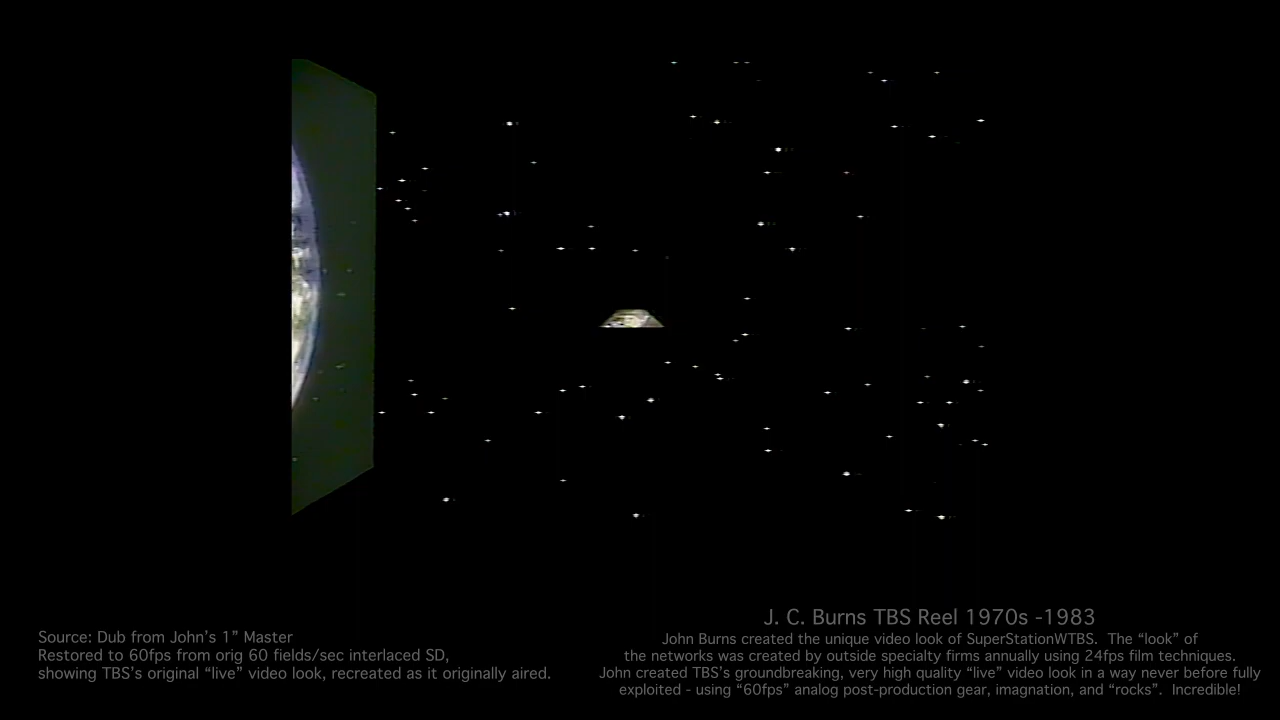 Source: Dub from John’s 1” Master
Restored to 60fps from orig 60 fields/sec interlaced SD,
showing TBS’s original “live” video look, recreated as it originally aired.
J. C. Burns TBS Reel 1970s -1983
John Burns created the unique video look of SuperStationWTBS.  The “look” of
the networks was created by outside specialty firms annually using 24fps film techniques.
John created TBS’s groundbreaking, very high quality “live” video look in a way never before fully
exploited - using “60fps” analog post-production gear, imagnation, and “rocks”.  Incredible!